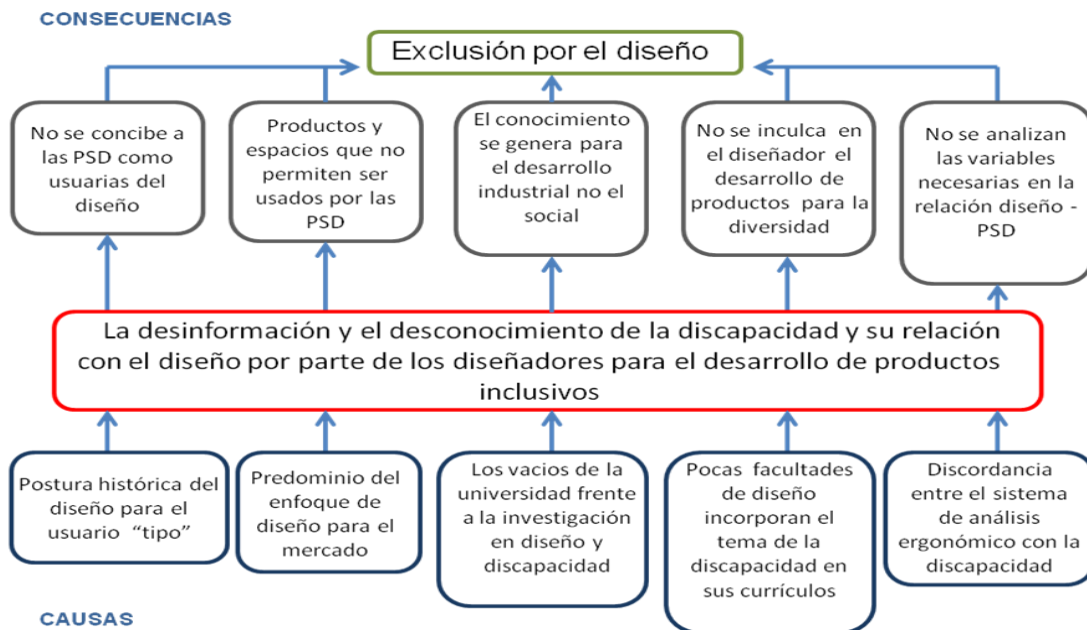 CONSECUENCIAS
Exclusión por el diseño
No se concibe a
las PSD como
usuarias del
diseño
Productos y
espacios que no
permiten ser
usados por las
PSD
El conocimiento
se genera para
el desarrollo
industrial no el
social
No se inculca en
el diseñador el
desarrollo de
productos para la
diversidad
No se analizan
las variables
necesarias en la
relación diseño -
PSD
La desinformación y el desconocimiento de la discapacidad y su relación
con el diseño por parte de los diseñadores para el desarrollo de productos
inclusivos
Postura histórica del
diseño para el
usuario “tipo”
Predominio del
enfoque de
diseño para el
mercado
Los vacios de la
universidad frente
a la investigación
en diseño y
discapacidad
Pocas facultades
de diseño
incorporan el
tema de la
discapacidad en
sus currículos
Discordancia
entre el sistema
de análisis
ergonómico con la
discapacidad
CAUSAS